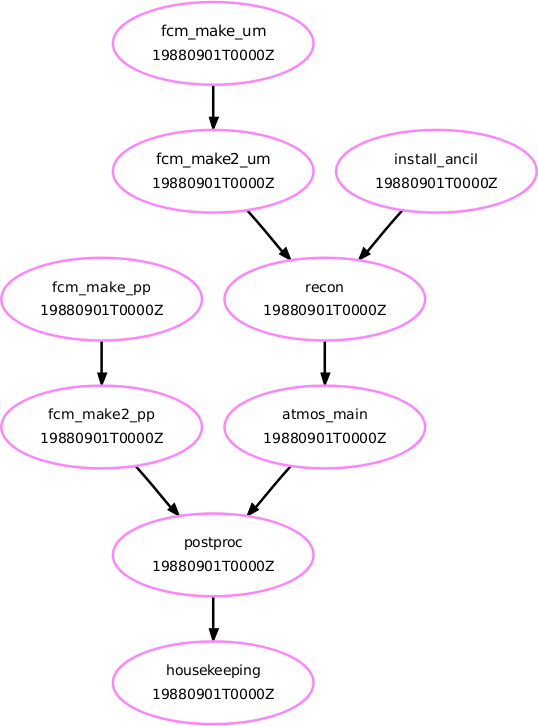 fcm_make_um
19880901T0000Z
fcm_make2_um
19880901T0000Z
install_ancil
19880901T0000Z
fcm_make_pp
19880901T0000Z
recon
19880901T0000Z
fcm_make2_pp
19880901T0000Z
atmos_main
19880901T0000Z
postproc
19880901T0000Z
housekeeping
19880901T0000Z